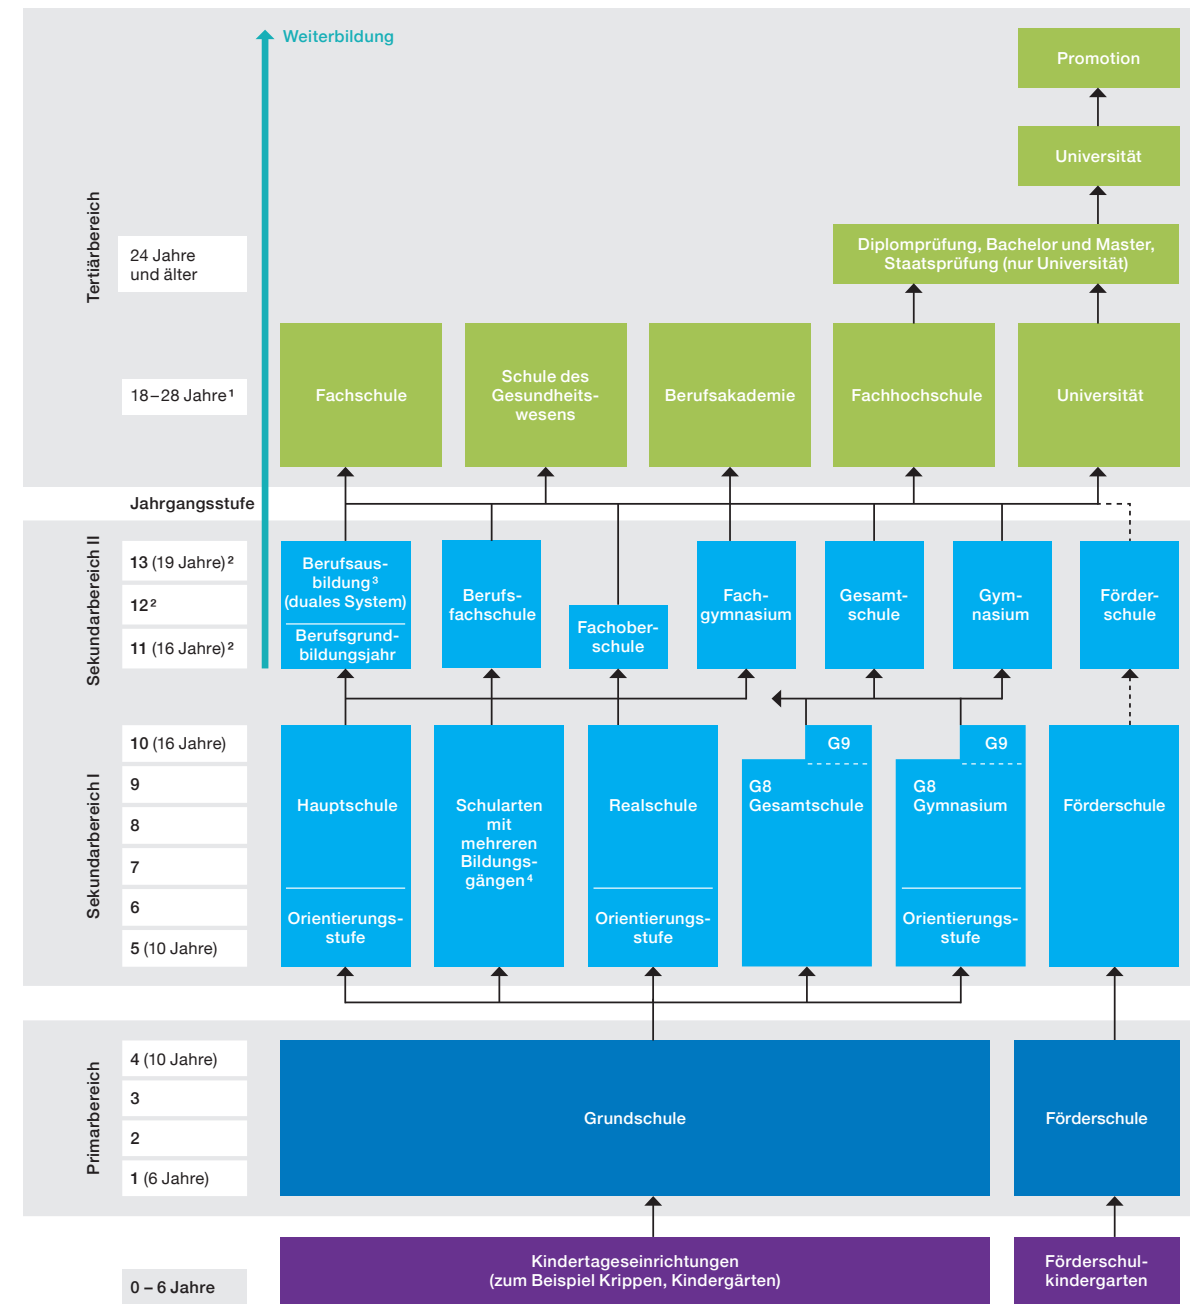 Weiterbildung
Promotion
Universität
Tertiärbereich
24 Jahre
und älter
Diplomprüfung, Bachelor und Master,
Staatsprüfung (nur Universität)
18–28 Jahre¹
Fachschule
Schule des
Gesundheits-
wesens
Berufsakademie
Fachhochschule
Universität
Jahrgangsstufe
Sekundarbereich II
13 (19 Jahre)²
12²
11 (16 Jahre)²
Berufsaus-
bildung³
(duales System)
Berufsgrund-
bildungsjahr
Berufs-
fachschule
Fachober-
schule
Fach-
gymnasium
Gesamt-
schule
Gym-
nasium
Förder-
schule
Sekundarbereich I
10 (16 Jahre)
9
8
7
6
5 (10 Jahre)
Hauptschule
Orientierungs-
stufe
Schularten
mit
mehreren
Bildungs-
gängen⁴
Realschule
Orientierungs-
stufe
G9
G8
Gesamtschule
G9
G8
Gymnasium
Orientierungs-
stufe
Förderschule
Primarbereich
4 (10 Jahre)
3
2
1 (6 Jahre)
Grundschule
Förderschule
0 – 6 Jahre
Kindertageseinrichtungen
(zum Beispiel Krippen, Kindergärten)
Förderschul-
kindergarten